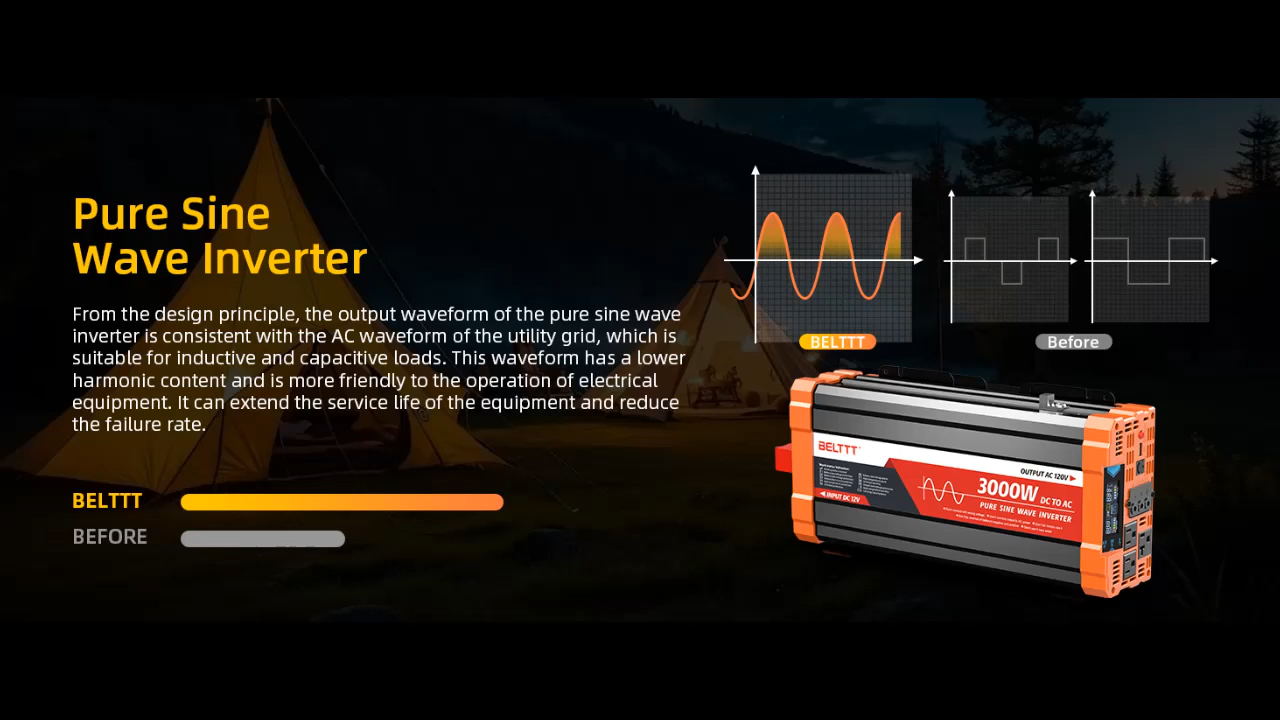 Pure Sine
Wave Inverter
From the design principle, the output waveform of the pure sine wave
inverter is consistent with the AC waveform of the utility grid, which is
suitable for inductive and capacitive loads. This waveform has a lower
harmonic content and is more friendly to the operation of electrical
equipment. It can extend the service life of the equipment and reduce
the failure rate.
BELTTT
BEFORE
BELTTT
Before
BELTTT
OUTPUT AC 120V
3000W DC TO AC
PURE SINE WAVE INVERTER
INPUT DC 12V